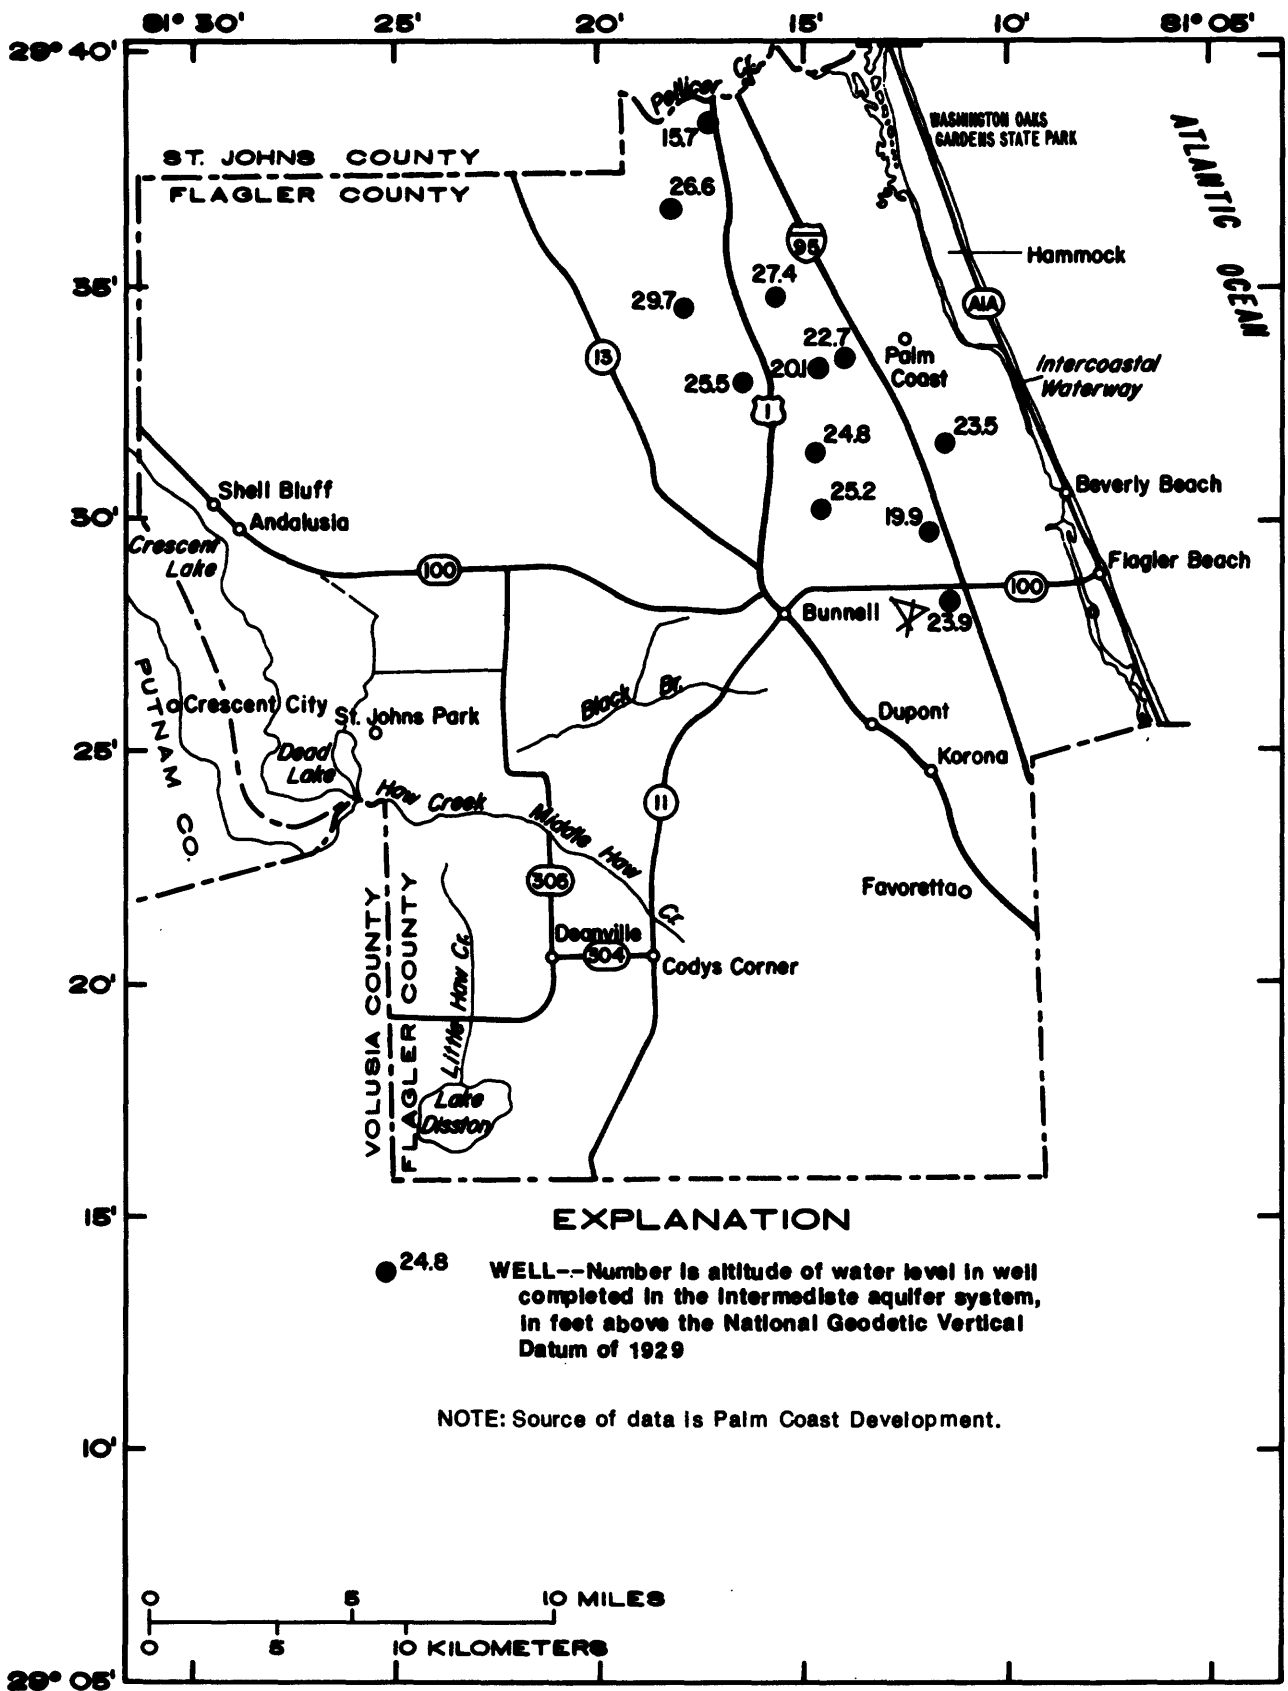 81° 30' 25' 20' 15' 10' 81° 05'
29° 40'
Pellicer Cr.
WASHINGTON OAKS
GARDENS STATE PARK
ATLANTIC OCEAN
15.7
ST. JOHNS COUNTY
FLAGLER COUNTY
26.6
95
Hammock
27.4
35'
29.7
A1A
22.7
13
20.1
Palm
Coast
Intercoastal
Waterway
25.5
1
24.8
23.5
Shell Bluff
25.2
Beverly Beach
30'
Andalusia
19.9
Crescent
Lake
100
Flagler Beach
100
Bunnell
23.9
PUTNAM CO.
Crescent City
St. Johns Park
Black Br.
Dupont
25'
Dead
Lake
Korona
Haw Creek
11
Middle Haw Cr.
305
Favoretta
VOLUSIA COUNTY
FLAGLER COUNTY
Little Haw Cr.
Deanville
304
Codys Corner
20'
Lake
Disston
15'
EXPLANATION
24.8
WELL--Number is altitude of water level in well
completed in the intermediste aquifer system,
in feet above the National Geodetic Vertical
Datum of 1929
NOTE: Source of data is Palm Coast Development.
10'
0 5 10 MILES
0 5 10 KILOMETERS
29° 05'